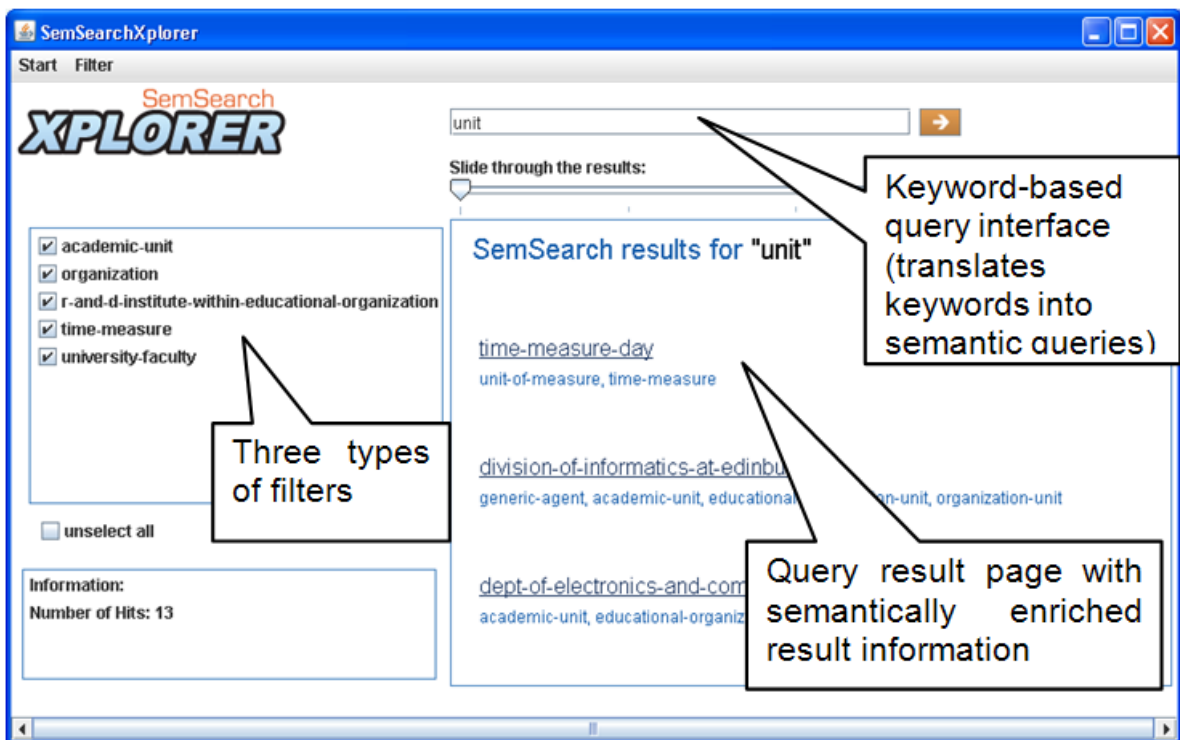 SemSearchXplorer
Start Filter
SemSearch
XPLORER
unit
Slide through the results:
Keyword-based
query interface
(translates
keywords into
semantic queries)
academic-unit
organization
r-and-d-institute-within-educational-organization
time-measure
university-faculty
Three types
of filters
unselect all
Information:
Number of Hits: 13
SemSearch results for "unit"
time-measure-day
unit-of-measure, time-measure
division-of-informatics-at-edinbu
generic-agent, academic-unit, educational on-unit, organization-unit
dept-of-electronics-and-com
academic-unit, educational-organiz
Query result page with
semantically enriched
result information